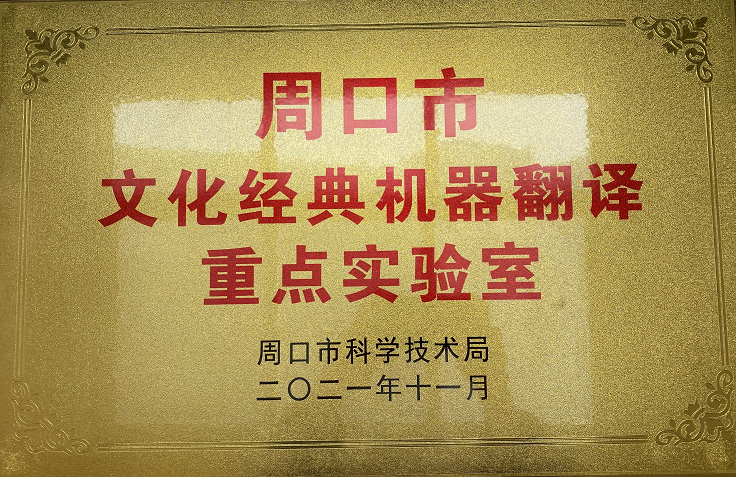 周口市
文化经典机器翻译
重点实验室
周口市科学技术局
二〇二一年十一月